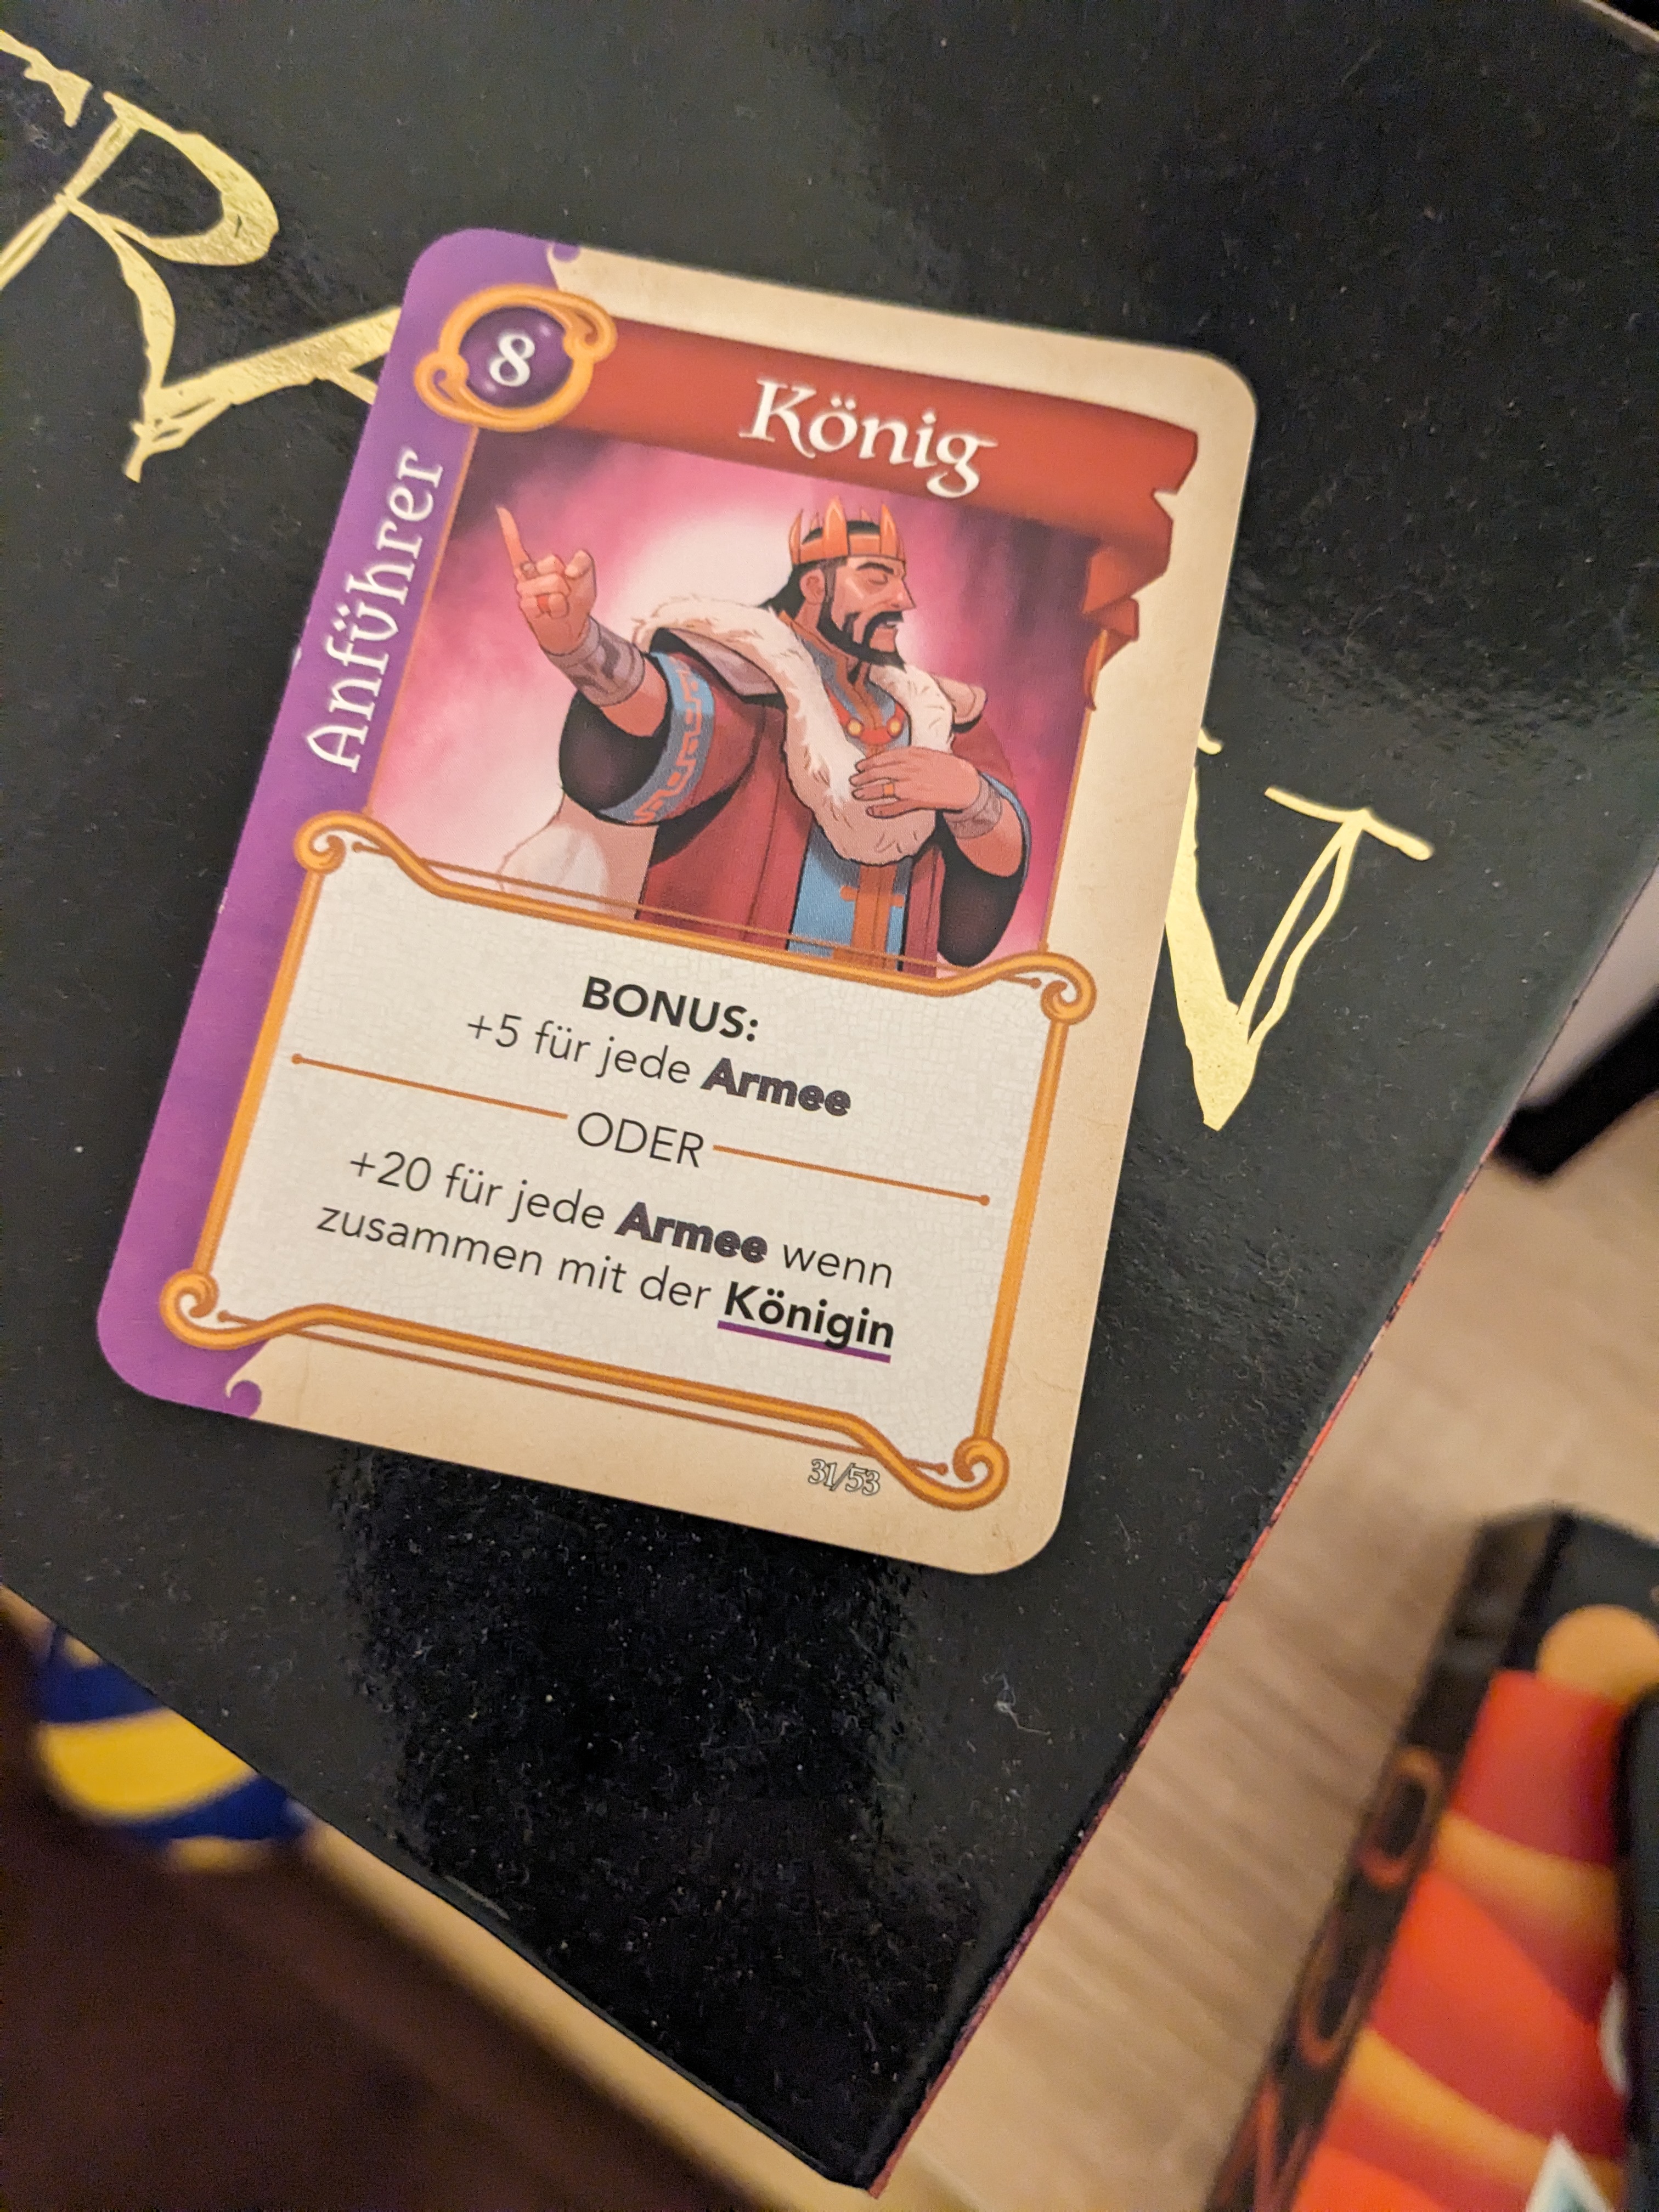 8
König
Anführer
BONUS:
+5 für jede Armee
ODER
+20 für jede Armee wenn
zusammen mit der Königin
31/53